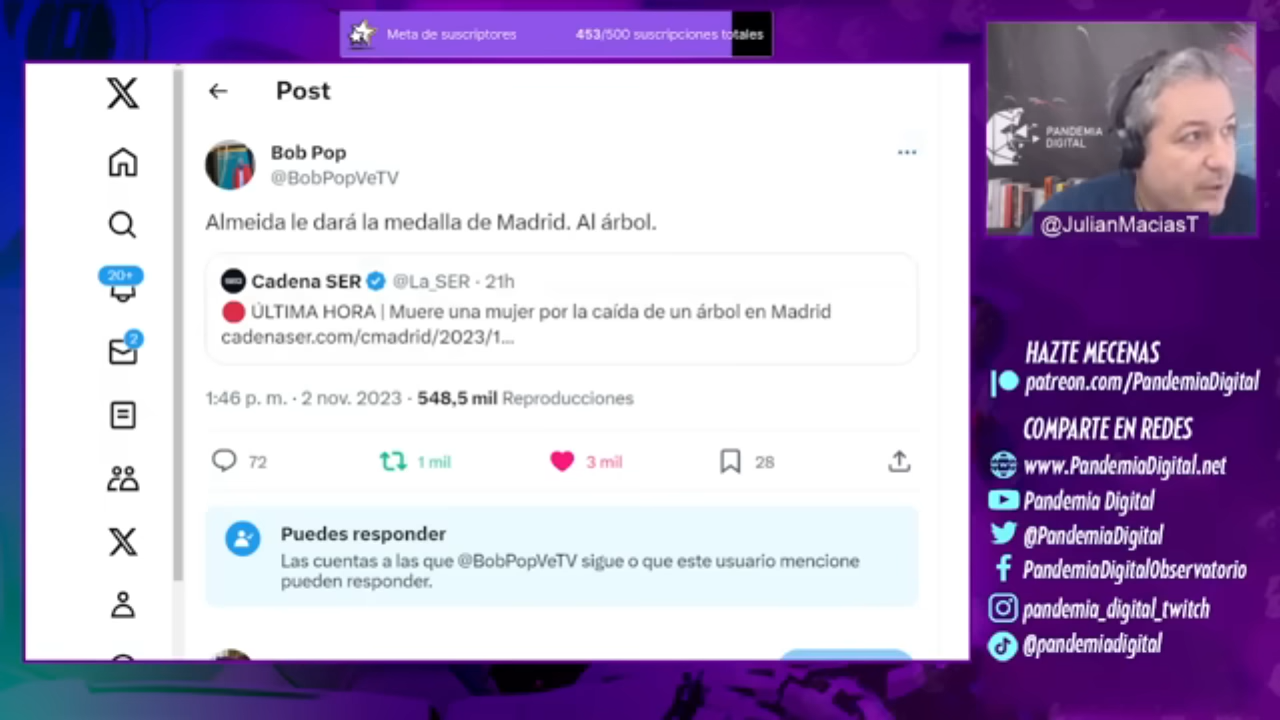 Meta de suscriptores 453/500 suscripciones totales
Post
Bob Pop
@BobPopVeTV
Almeida le dará la medalla de Madrid. Al árbol.
Cadena SER @La_SER · 21h
ÚLTIMA HORA | Muere una mujer por la caída de un árbol en Madrid
cadenaser.com/cmadrid/2023/1...
1:46 p. m. · 2 nov. 2023 · 548,5 mil Reproducciones
72 1 mil 3 mil 28
Puedes responder
Las cuentas a las que @BobPopVeTV sigue o que este usuario mencione
pueden responder.
20+
2
PANDEMIA
DIGITAL
@JulianMaciasT
HAZTE MECENAS
patreon.com/PandemiaDigital
COMPARTE EN REDES
www.PandemiaDigital.net
Pandemia Digital
@PandemiaDigital
PandemiaDigitalObservatorio
pandemia_digital_twitch
@pandemiadigital